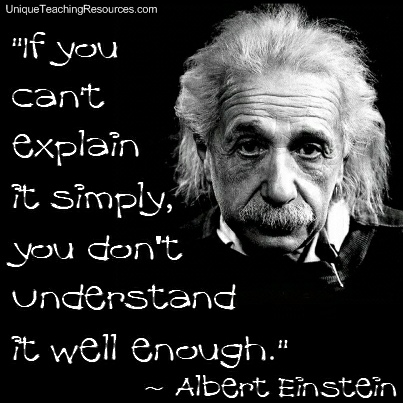 UniqueTeachingResources.com
"If you
can't
explain
it simply,
you don't
understand
it well enough."
~ Albert Einstein